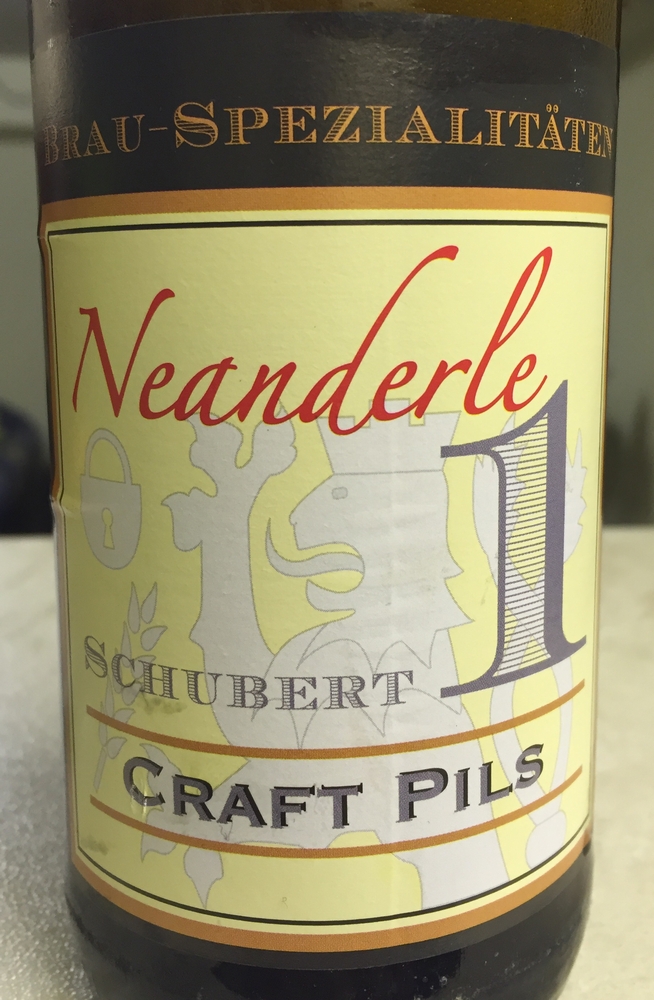 Brau-Spezialitäten
Neanderle
1
Schubert
Craft Pils